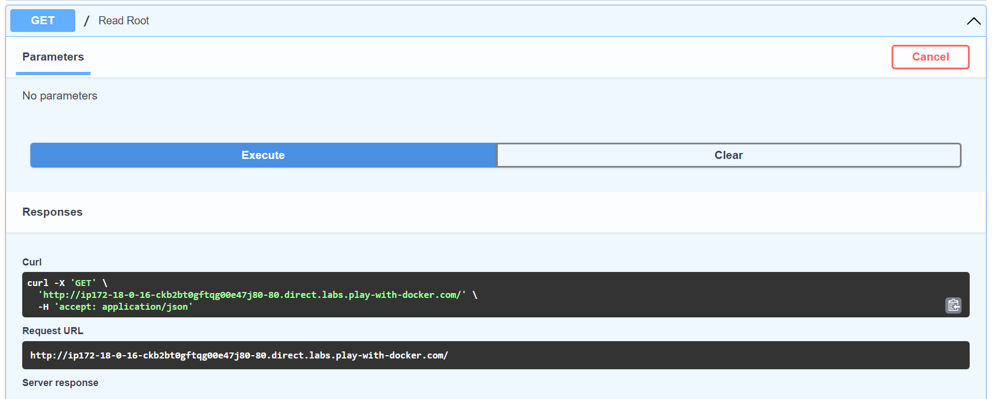 GET / Read Root
Parameters
Cancel
No parameters
Execute
Clear
Responses
Curl
curl -X 'GET' \
'http://ip172-18-0-16-ckb2bt0gftqg00e47j80-80.direct.labs.play-with-docker.com/' \
-H 'accept: application/json'
Request URL
http://ip172-18-0-16-ckb2bt0gftqg00e47j80-80.direct.labs.play-with-docker.com/
Server response